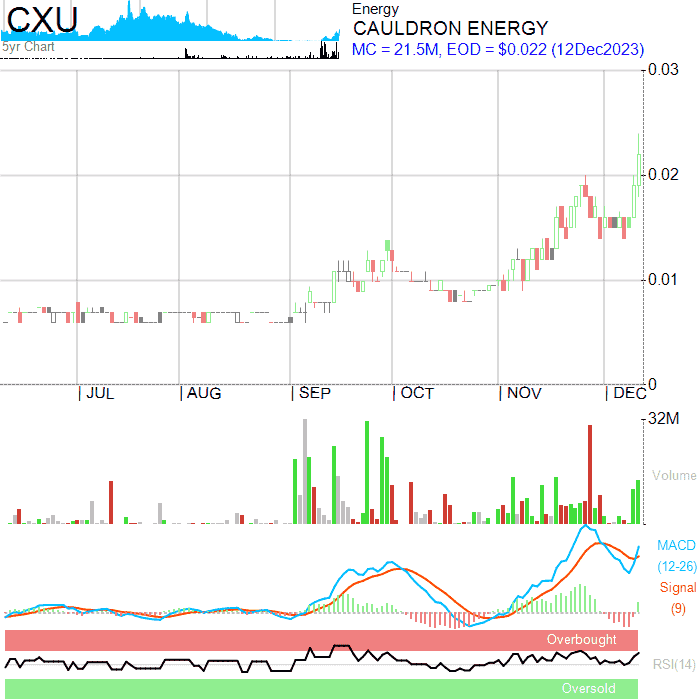 CXU
5yr Chart
Energy
CAULDRON ENERGY
MC = 21.5M, EOD = $0.022 (12Dec2023)
0.03
0.02
0.01
0
| JUL | AUG | SEP | OCT | NOV | DEC
32M
Volume
MACD
(12-26)
Signal
(9)
Overbought
RSI(14)
Oversold